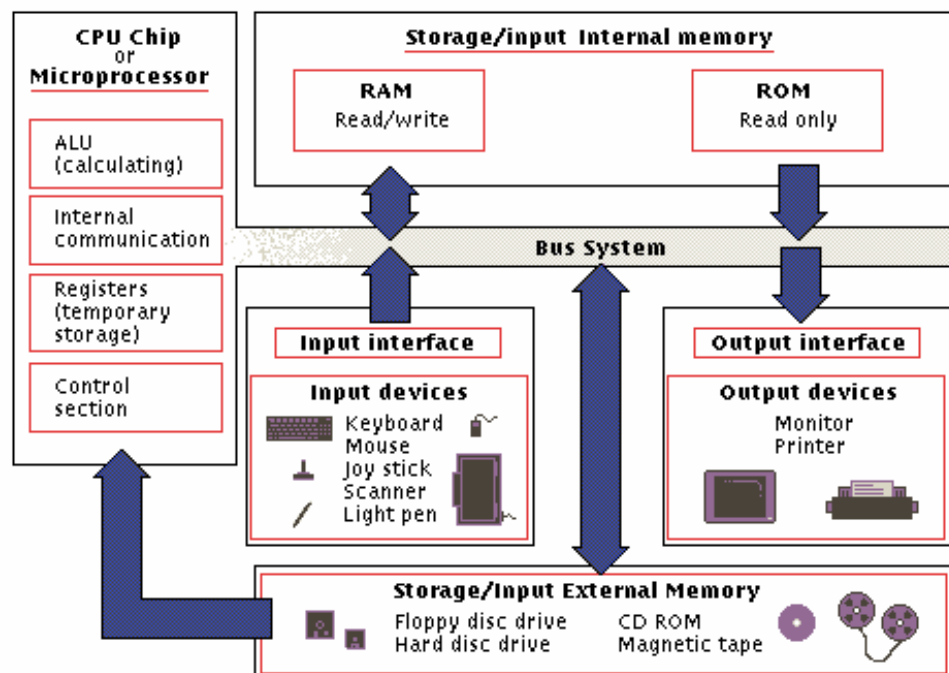 CPU Chip
or
Microprocessor
ALU
(calculating)
Internal
communication
Registers
(temporary
storage)
Control
section
Storage/input Internal memory
RAM
Read/write
ROM
Read only
Bus System
Input interface
Input devices
Keyboard
Mouse
Joy stick
Scanner
Light pen
Output interface
Output devices
Monitor
Printer
Storage/Input External Memory
Floppy disc drive
Hard disc drive
CD ROM
Magnetic tape